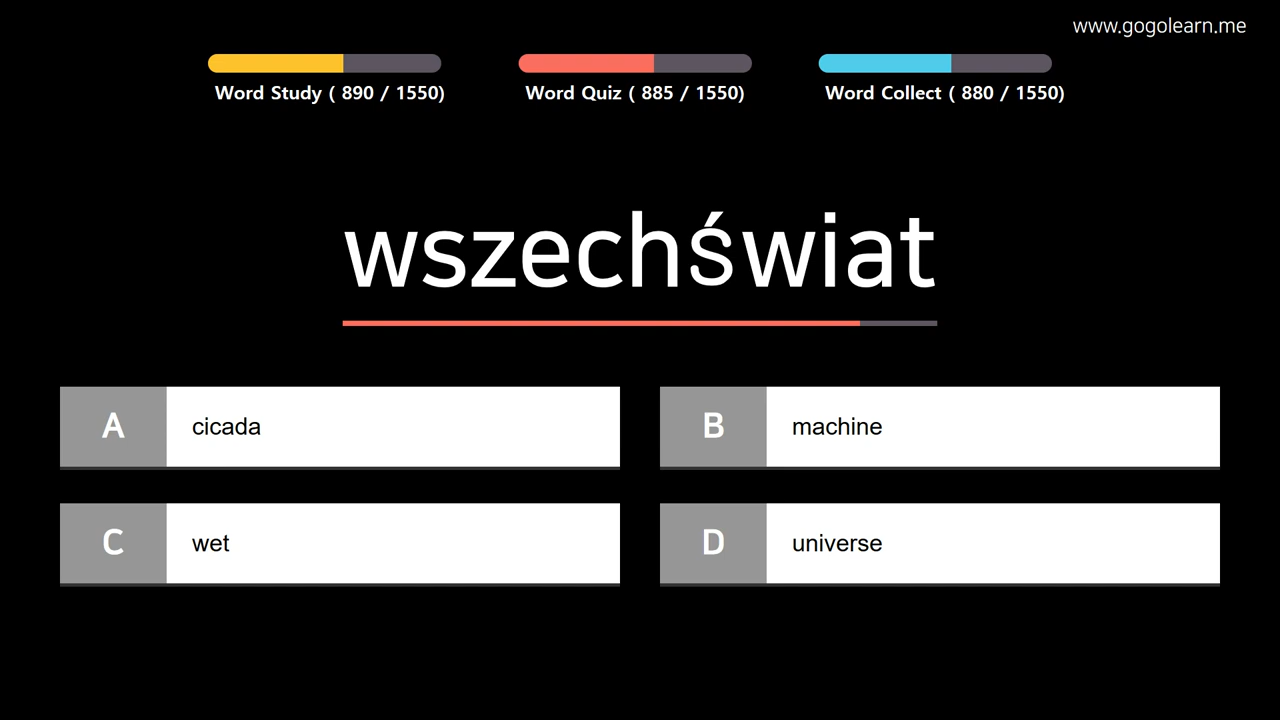 www.gogolearn.me
Word Study ( 890 / 1550)
Word Quiz ( 885 / 1550)
Word Collect ( 880 / 1550)
wszechświat
A cicada
B machine
C wet
D universe